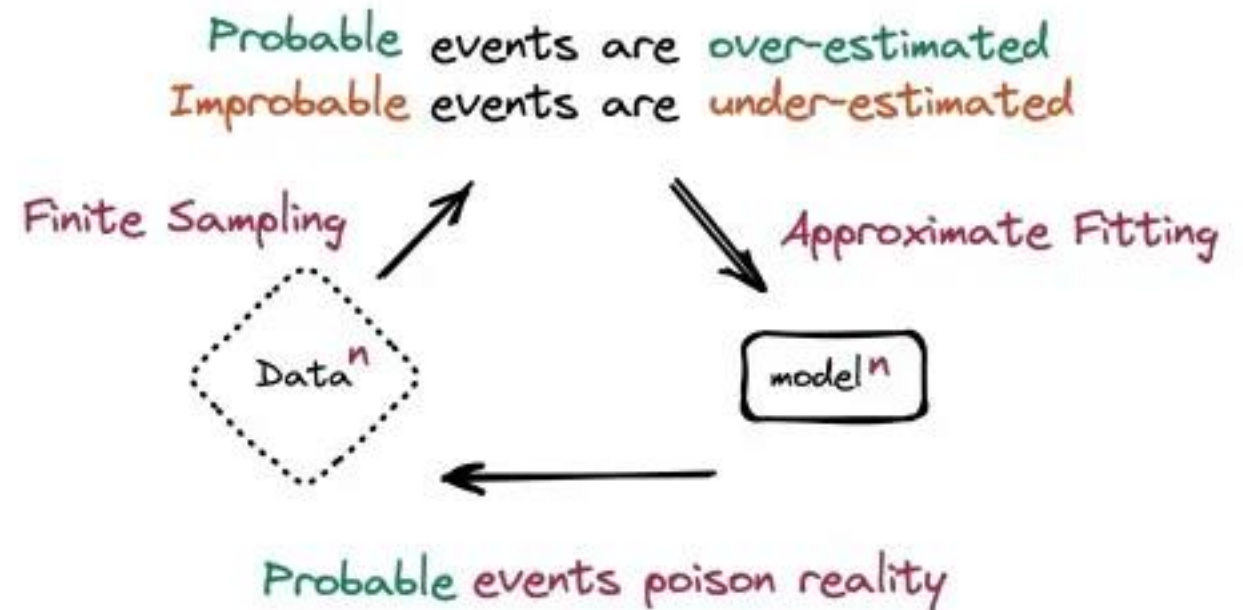 Probable events are over-estimated
Improbable events are under-estimated
Finite Sampling
Approximate Fitting
Data^n
model^n
Probable events poison reality